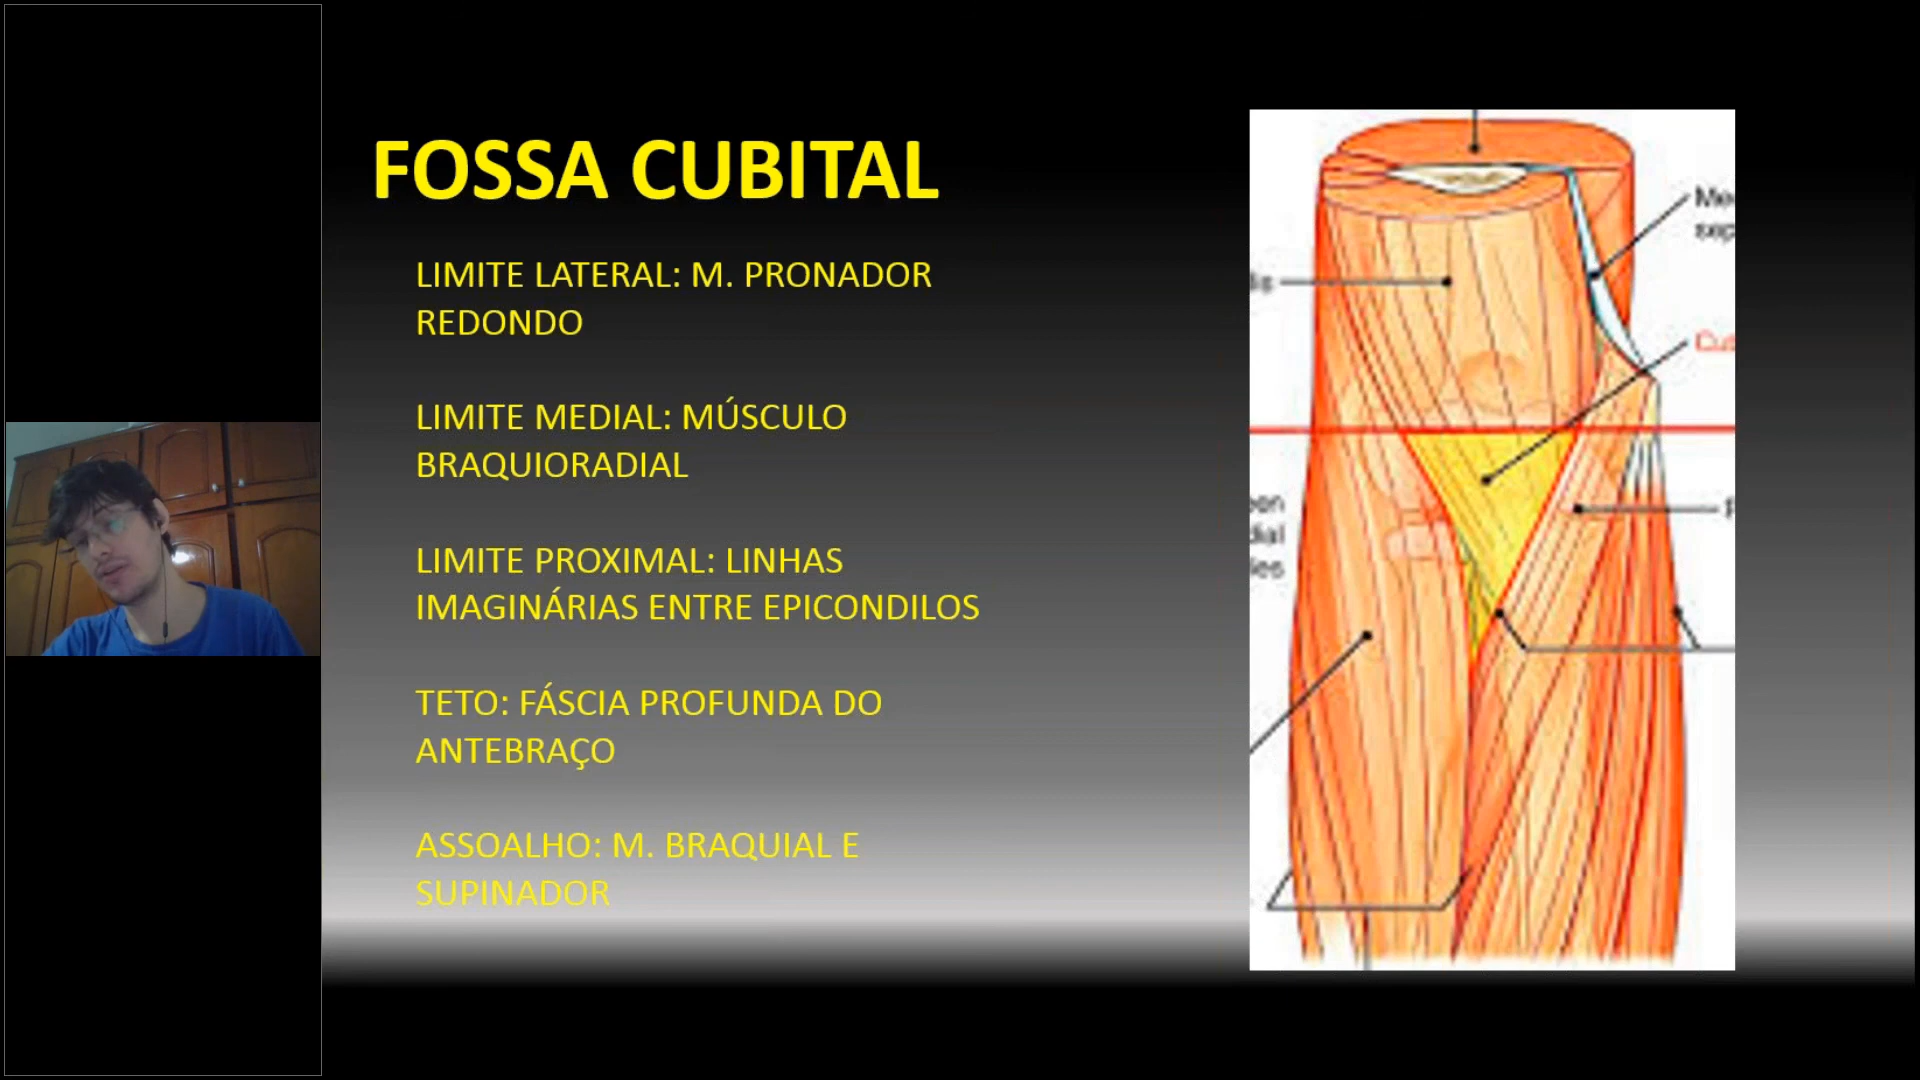 FOSSA CUBITAL
LIMITE LATERAL: M. PRONADOR
REDONDO
LIMITE MEDIAL: MÚSCULO
BRAQUIORADIAL
LIMITE PROXIMAL: LINHAS
IMAGINÁRIAS ENTRE EPICONDILOS
TETO: FÁSCIA PROFUNDA DO
ANTEBRAÇO
ASSOALHO: M. BRAQUIAL E
SUPINADOR